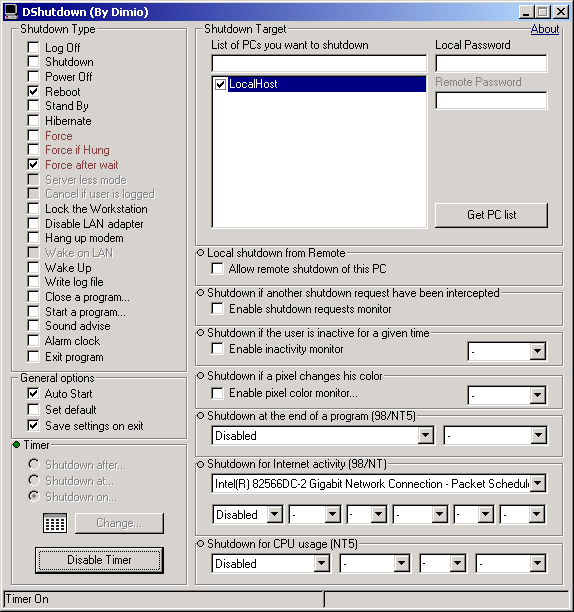 DShutdown (By Dimio)
Shutdown Type
Log Off
Shutdown
Power Off
Reboot
Stand By
Hibernate
Force
Force if Hung
Force after wait
Server less mode
Cancel if user is logged
Lock the Workstation
Disable LAN adapter
Hang up modem
Wake on LAN
Wake Up
Write log file
Close a program...
Start a program...
Sound advise
Alarm clock
Exit program
General options
Auto Start
Set default
Save settings on exit
Timer
Shutdown after...
Shutdown at...
Shutdown on...
Change...
Disable Timer
Shutdown Target
About
List of PCs you want to shutdown
Local Password
LocalHost
Remote Password
Get PC list
Local shutdown from Remote
Allow remote shutdown of this PC
Shutdown if another shutdown request have been intercepted
Enable shutdown requests monitor
Shutdown if the user is inactive for a given time
Enable inactivity monitor
-
Shutdown if a pixel changes his color
Enable pixel color monitor...
-
Shutdown at the end of a program (98/NT5)
Disabled
-
Shutdown for Internet activity (98/NT)
Intel(R) 82566DC-2 Gigabit Network Connection - Packet Schedule
Disabled - - - - -
Shutdown for CPU usage (NT5)
Disabled - - -
Timer On